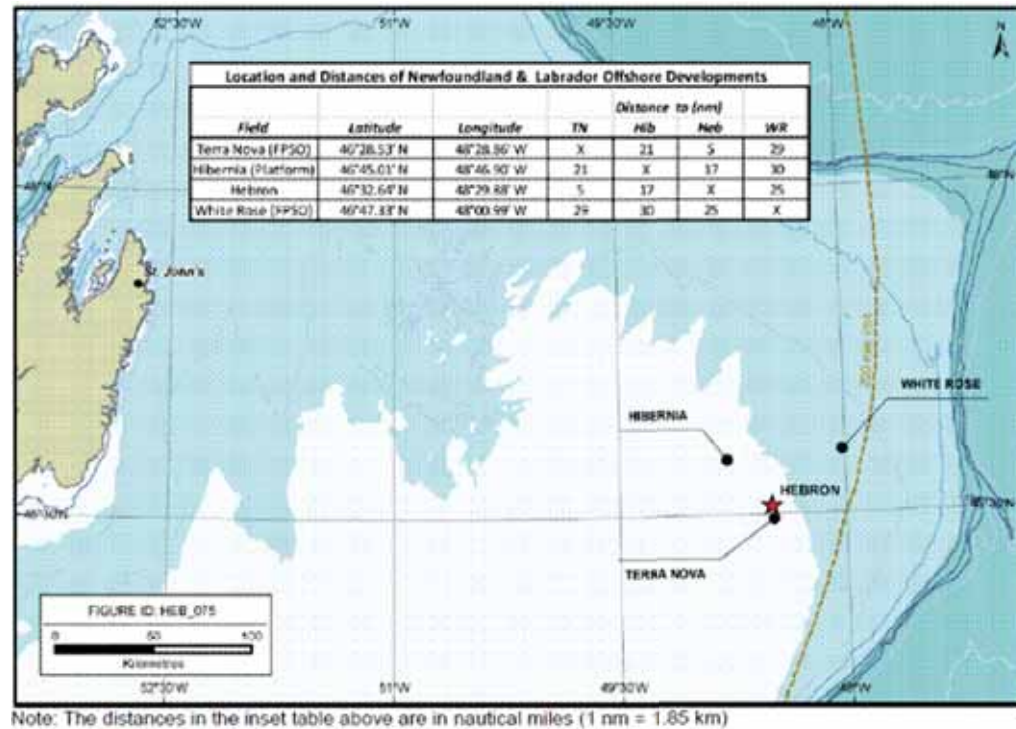 52°30'W 51°W 49°30'W 48°W
N
Location and Distances of Newfoundland & Labrador Offshore Developments
Distance to (nm)
Field Latitude Longitude TN Hib Heb WR
Terra Nova (FPSO) 46°28.53' N 48°28.86' W X 21 5 29
Hibernia (Platform) 46°45.01' N 48°46.90' W 21 X 17 30
Hebron 46°32.64' N 48°29.88' W 5 17 X 25
White Rose (FPSO) 46°47.33' N 48°00.99' W 29 30 25 X
48°N 48°N
St. John's
WHITE ROSE
HIBERNIA
HEBRON
TERRA NOVA
FIGURE ID: HEB_075
0 50 100
Kilometres
52°30'W 51°W 49°30'W 48°W
Note: The distances in the inset table above are in nautical miles (1 nm = 1.85 km)